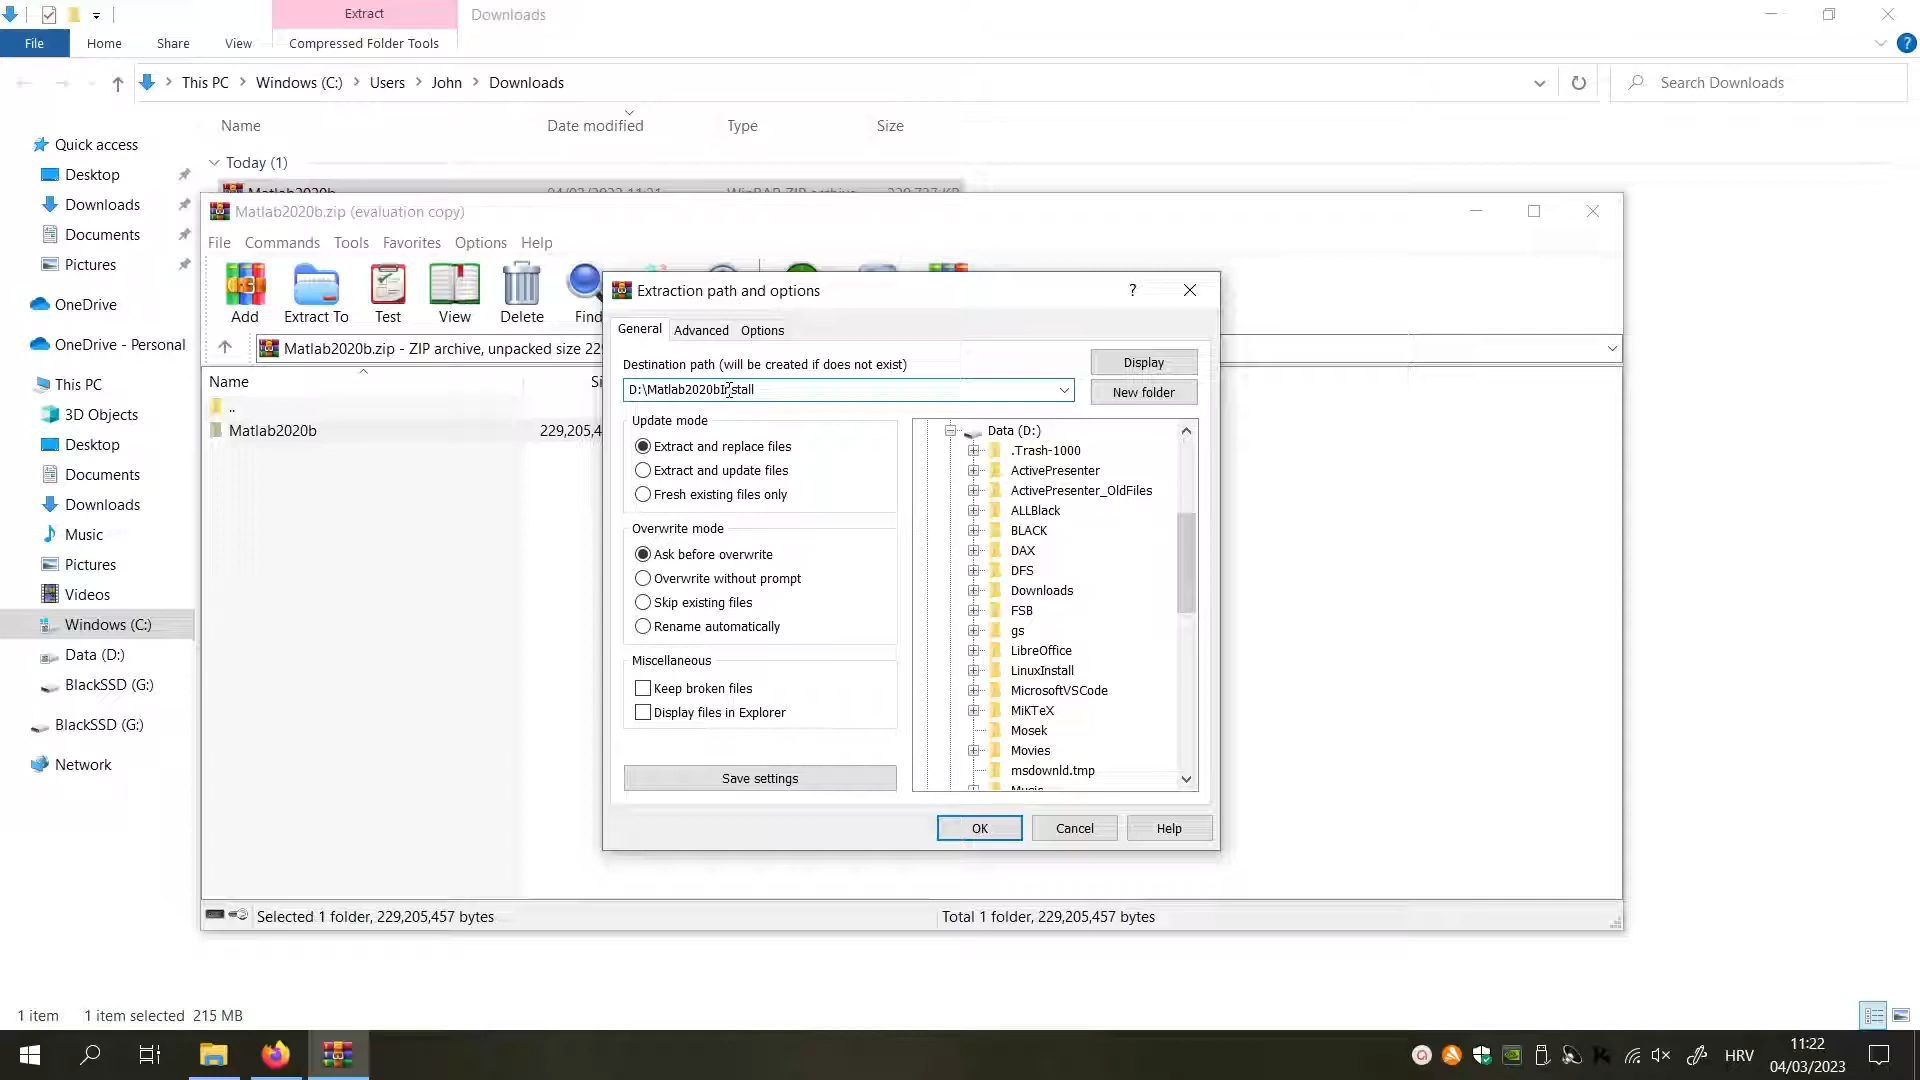 Extract
Downloads
File
Home
Share
View
Compressed Folder Tools
This PC
Windows (C:)
Users
John
Downloads
Search Downloads
Name
Date modified
Type
Size
Today (1)
Quick access
Desktop
Downloads
Documents
Pictures
OneDrive
OneDrive - Personal
This PC
3D Objects
Desktop
Documents
Downloads
Music
Pictures
Videos
Windows (C:)
Data (D:)
BlackSSD (G:)
BlackSSD (G:)
Network
Matlab2020b.zip (evaluation copy)
File Commands Tools Favorites Options Help
Add
Extract To
Test
View
Delete
Find
Matlab2020b.zip - ZIP archive, unpacked size 22
Name
..
Matlab2020b
229,205,4
Extraction path and options
?
General
Advanced
Options
Destination path (will be created if does not exist)
D:\Matlab2020bInstall
Display
New folder
Update mode
Extract and replace files
Extract and update files
Fresh existing files only
Overwrite mode
Ask before overwrite
Overwrite without prompt
Skip existing files
Rename automatically
Miscellaneous
Keep broken files
Display files in Explorer
Save settings
Data (D:)
.Trash-1000
ActivePresenter
ActivePresenter_OldFiles
ALLBlack
BLACK
DAX
DFS
Downloads
FSB
gs
LibreOffice
LinuxInstall
MicrosoftVSCode
MiKTeX
Mosek
Movies
msdownld.tmp
OK
Cancel
Help
Selected 1 folder, 229,205,457 bytes
Total 1 folder, 229,205,457 bytes
1 item
1 item selected 215 MB
HRV
11:22
04/03/2023